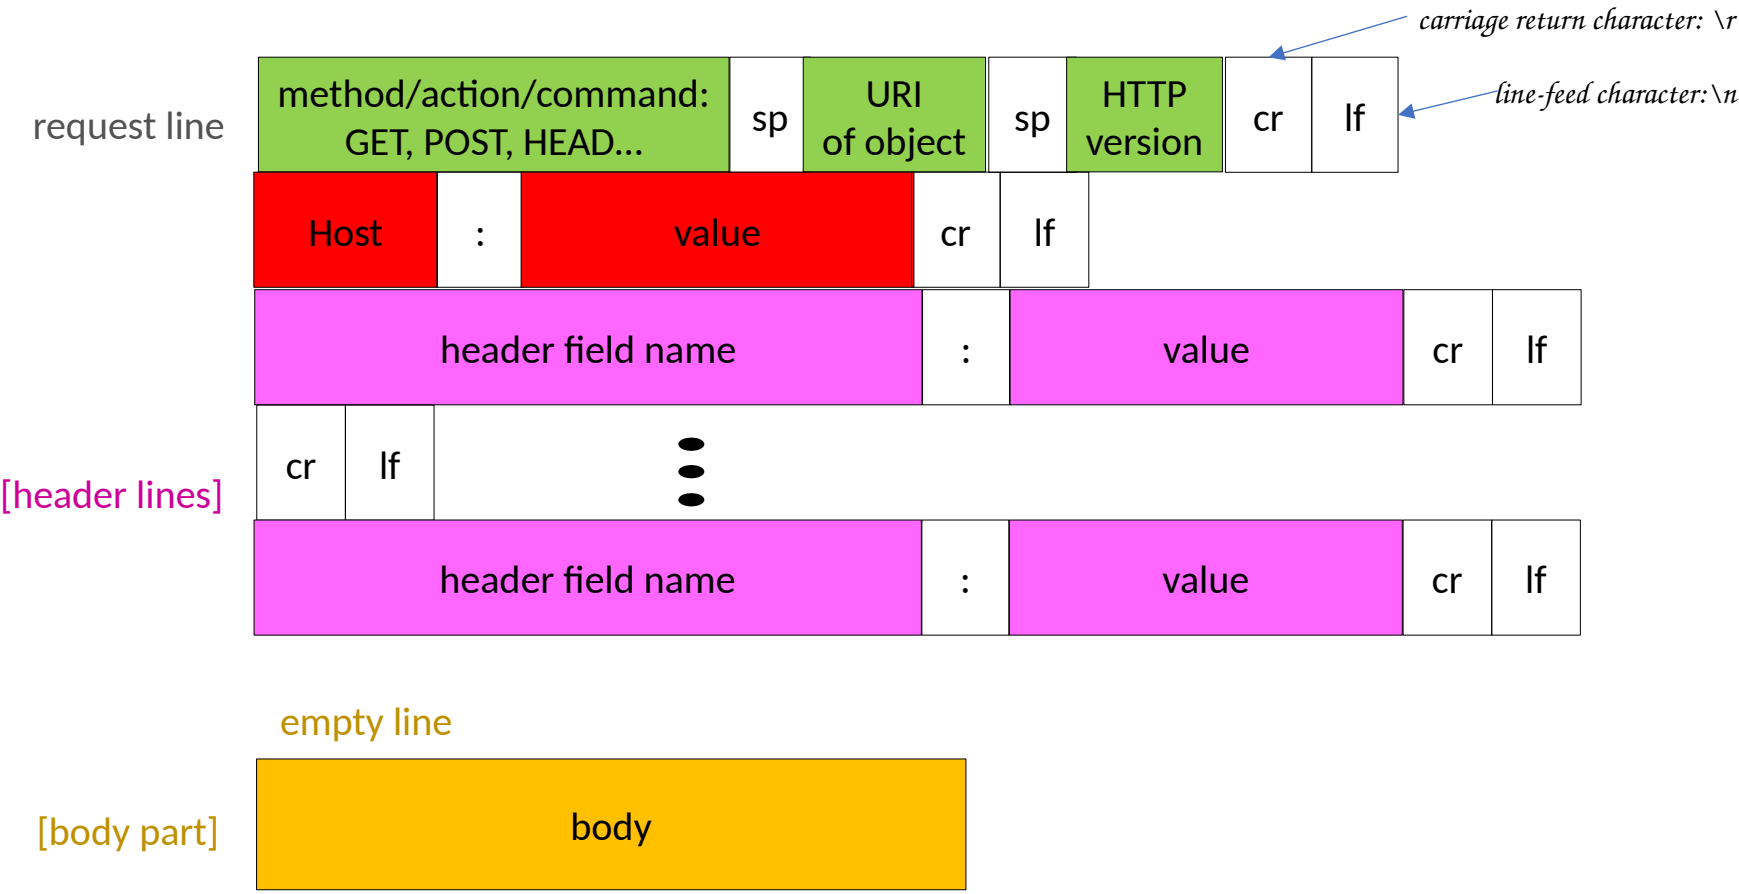 carriage return character: \r
request line
method/action/command:
GET, POST, HEAD...
sp
URI
of object
sp
HTTP
version
cr
lf
line-feed character:\n
Host
:
value
cr
lf
header field name
:
value
cr
lf
cr
lf
[header lines]
header field name
:
value
cr
lf
empty line
[body part]
body